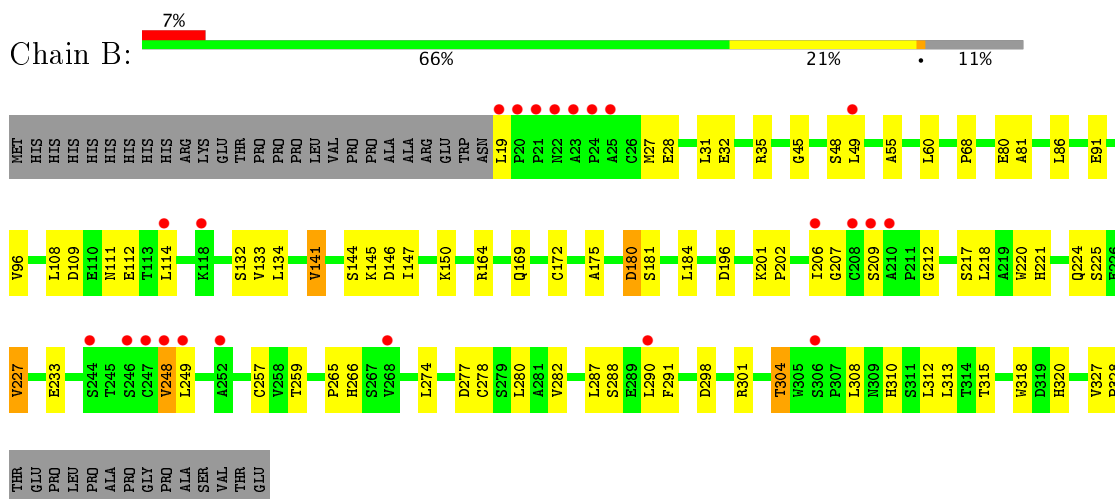 7%
Chain B: 66% 21% • 11%
MET HIS HIS HIS HIS HIS HIS HIS HIS ARG LYS GLU THR PRO PRO PRO LEU VAL PRO PRO ALA ALA ARG GLU TRP ASN L19 P20 P21 N22 A23 P24 A25 C26 M27 E28 L31 E32 R35 G45 S48 L49 A55 L60 P68 E80 A81 L86 E91
V96 L108 D109 E110 N111 E112 T113 L114 K118 S132 V133 L134 V141 S144 K145 D146 I147 K150 R164 Q169 C172 A175 D180 S181 L184 D196 K201 P202 I206 G207 C208 S209 A210 P211 G212 S217 L218 A219 W220 H221 Q224 S225 E226
V227 E233 S244 T245 S246 C247 V248 L249 A252 C257 V258 T259 P265 H266 S267 V268 L274 D277 C278 S279 L280 A281 V282 L287 S288 E289 L290 F291 D298 R301 T304 W305 S306 P307 L308 N309 H310 S311 L312 L313 T314 T315 W318 D319 H320 V327 P328
THR GLU PRO LEU PRO ALA PRO GLY PRO ALA SER VAL THR GLU